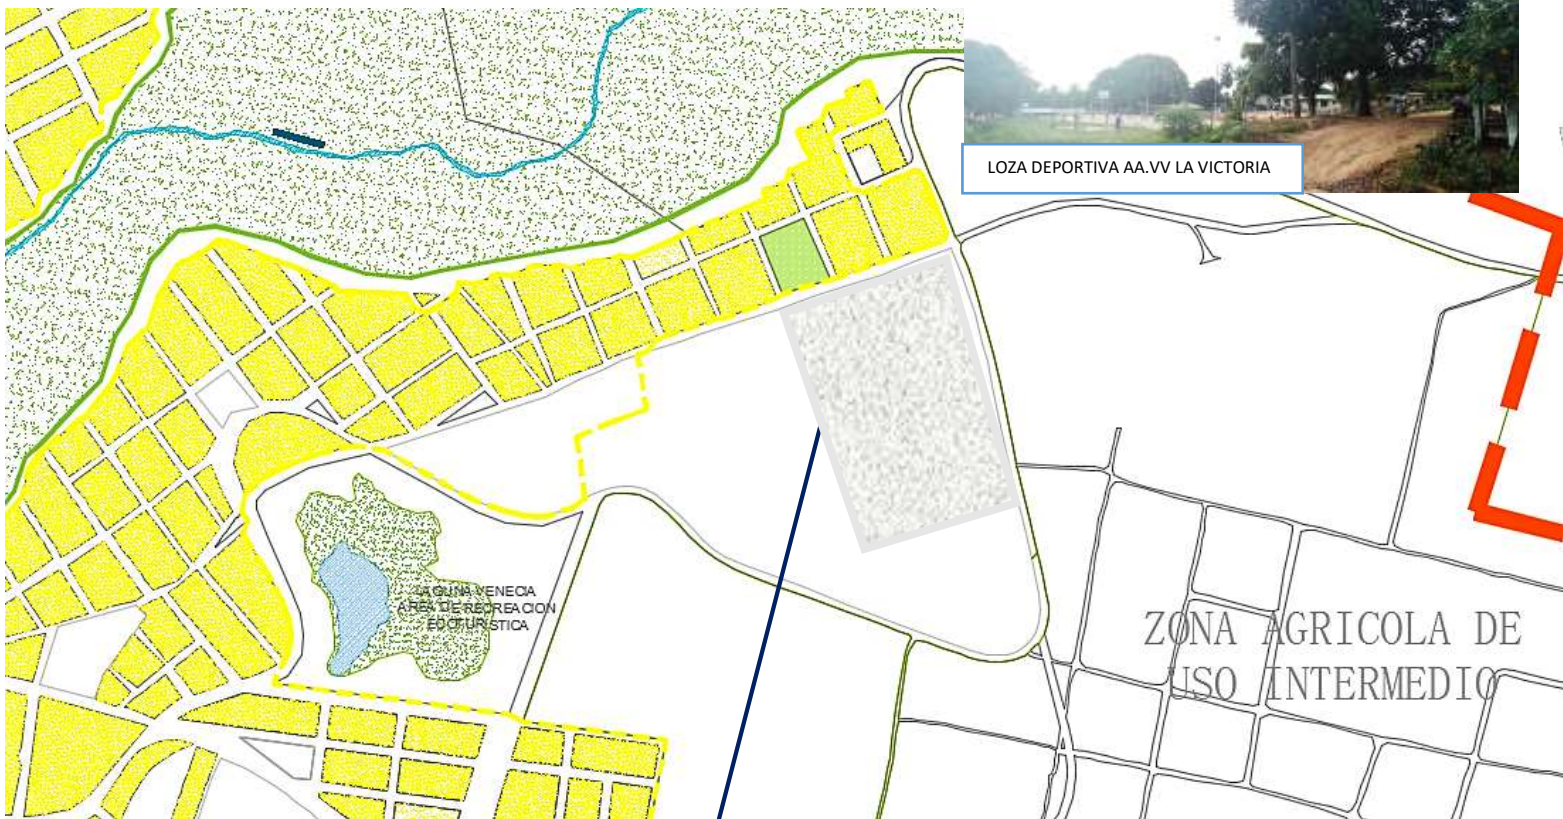 LOZA DEPORTIVA AA.VV LA VICTORIA
LAGUNA VENECIA
AREA DE RECREACION
ECOTURISTICA
ZONA AGRICOLA DE
USO INTERMEDIO